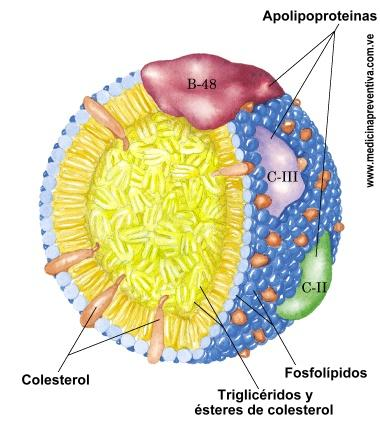 Apolipoproteinas
www.medicinapreventiva.com.ve
B-48
C-III
C-II
Fosfolípidos
Colesterol
Triglicéridos y
ésteres de colesterol